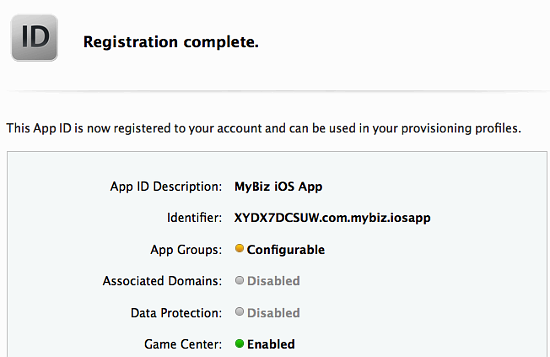 ID
Registration complete.
This App ID is now registered to your account and can be used in your provisioning profiles.
App ID Description: MyBiz iOS App
Identifier: XYDX7DCSUW.com.mybiz.iosapp
App Groups: Configurable
Associated Domains: Disabled
Data Protection: Disabled
Game Center: Enabled